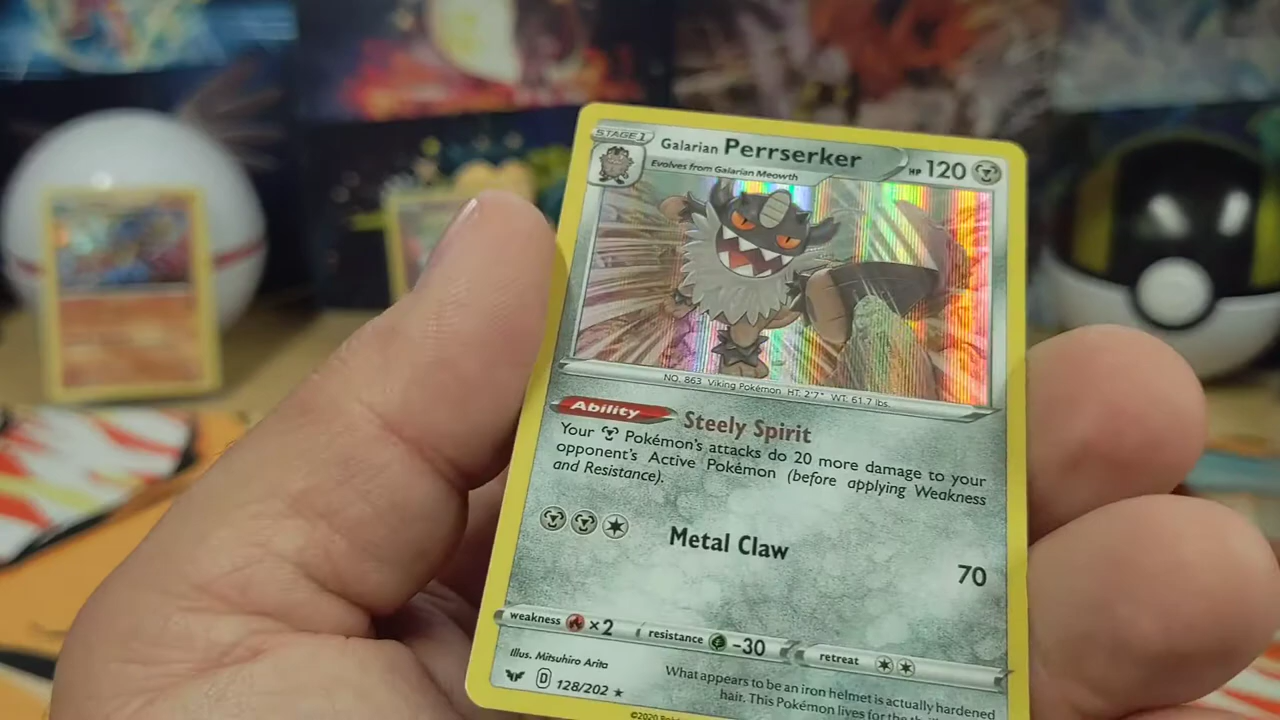 STAGE 1
Galarian Perrserker
HP 120
Evolves from Galarian Meowth
NO. 863 Viking Pokémon HT: 2'7" WT: 61.7 lbs.
Ability Steely Spirit
Your Pokémon's attacks do 20 more damage to your
opponent's Active Pokémon (before applying Weakness
and Resistance).
Metal Claw 70
weakness ×2 resistance -30 retreat
Illus. Mitsuhiro Arita
D 128/202 ★
What appears to be an iron helmet is actually hardened
hair. This Pokémon lives for the
©2020